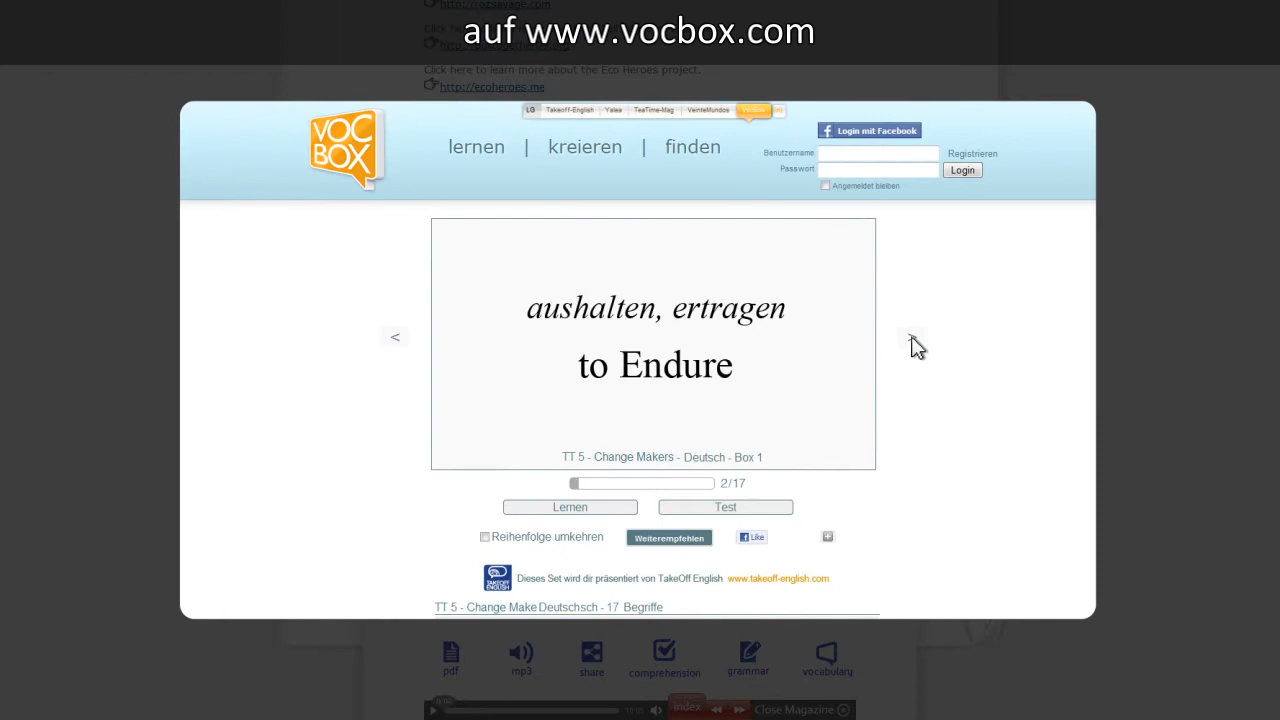 auf www.vocbox.com
Click here to learn more about the Eco Heroes project.
http://ecoheroes.me
LG Takeoff-English Yalea TeaTime-Mag VeinteMundos
VOC
BOX
lernen | kreieren | finden
Login mit Facebook
Benutzername
Registrieren
Passwort
Login
Angemeldet bleiben
<
aushalten, ertragen
to Endure
TT 5 - Change Makers - Deutsch - Box 1
2/17
Lernen
Test
Reihenfolge umkehren
Weiterempfehlen
Like
TAKEOFF
ENGLISH
Dieses Set wird dir präsentiert von TakeOff English www.takeoff-english.com
TT 5 - Change Make Deutschsch - 17 Begriffe
pdf
mp3
share
comprehension
grammar
vocabulary
index
Close Magazine